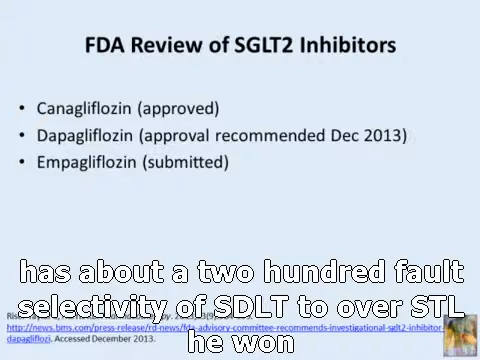 FDA Review of SGLT2 Inhibitors
• Canagliflozin (approved)
• Dapagliflozin (approval recommended Dec 2013)
• Empagliflozin (submitted)
has about a two hundred fault
selectivity of SDLT to over STL
he won
http://news.bms.com/press-release/rd-news/fda-advisory-committee-recommends-investigational-sglt2-inhibitor-
dapagliflozi. Accessed December 2013.